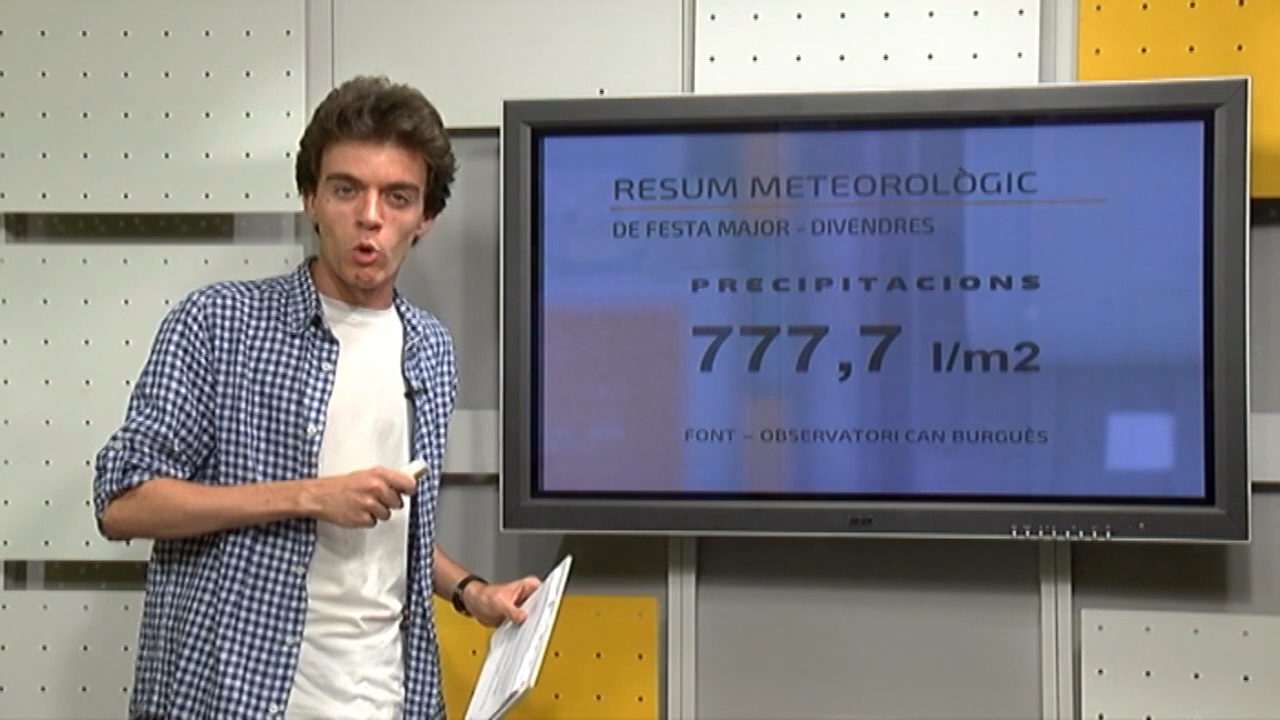 RESUM METEOROLÒGIC
DE FESTA MAJOR - DIVENDRES
PRECIPITACIONS
777,7 l/m2
FONT - OBSERVATORI CAN BURGUÈS